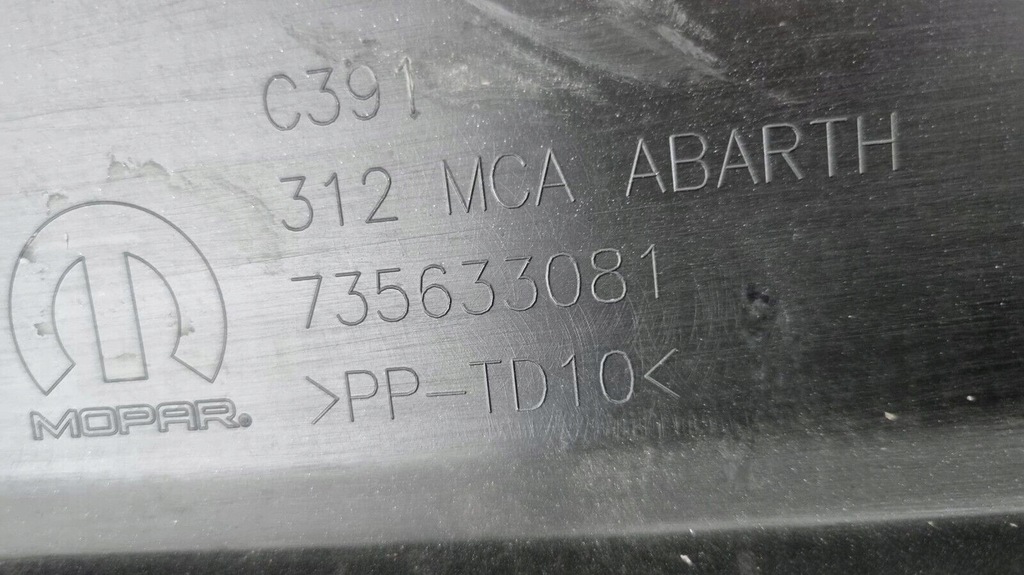 C391
312 MCA ABARTH
735633081
>PP-TD10<
MOPAR®